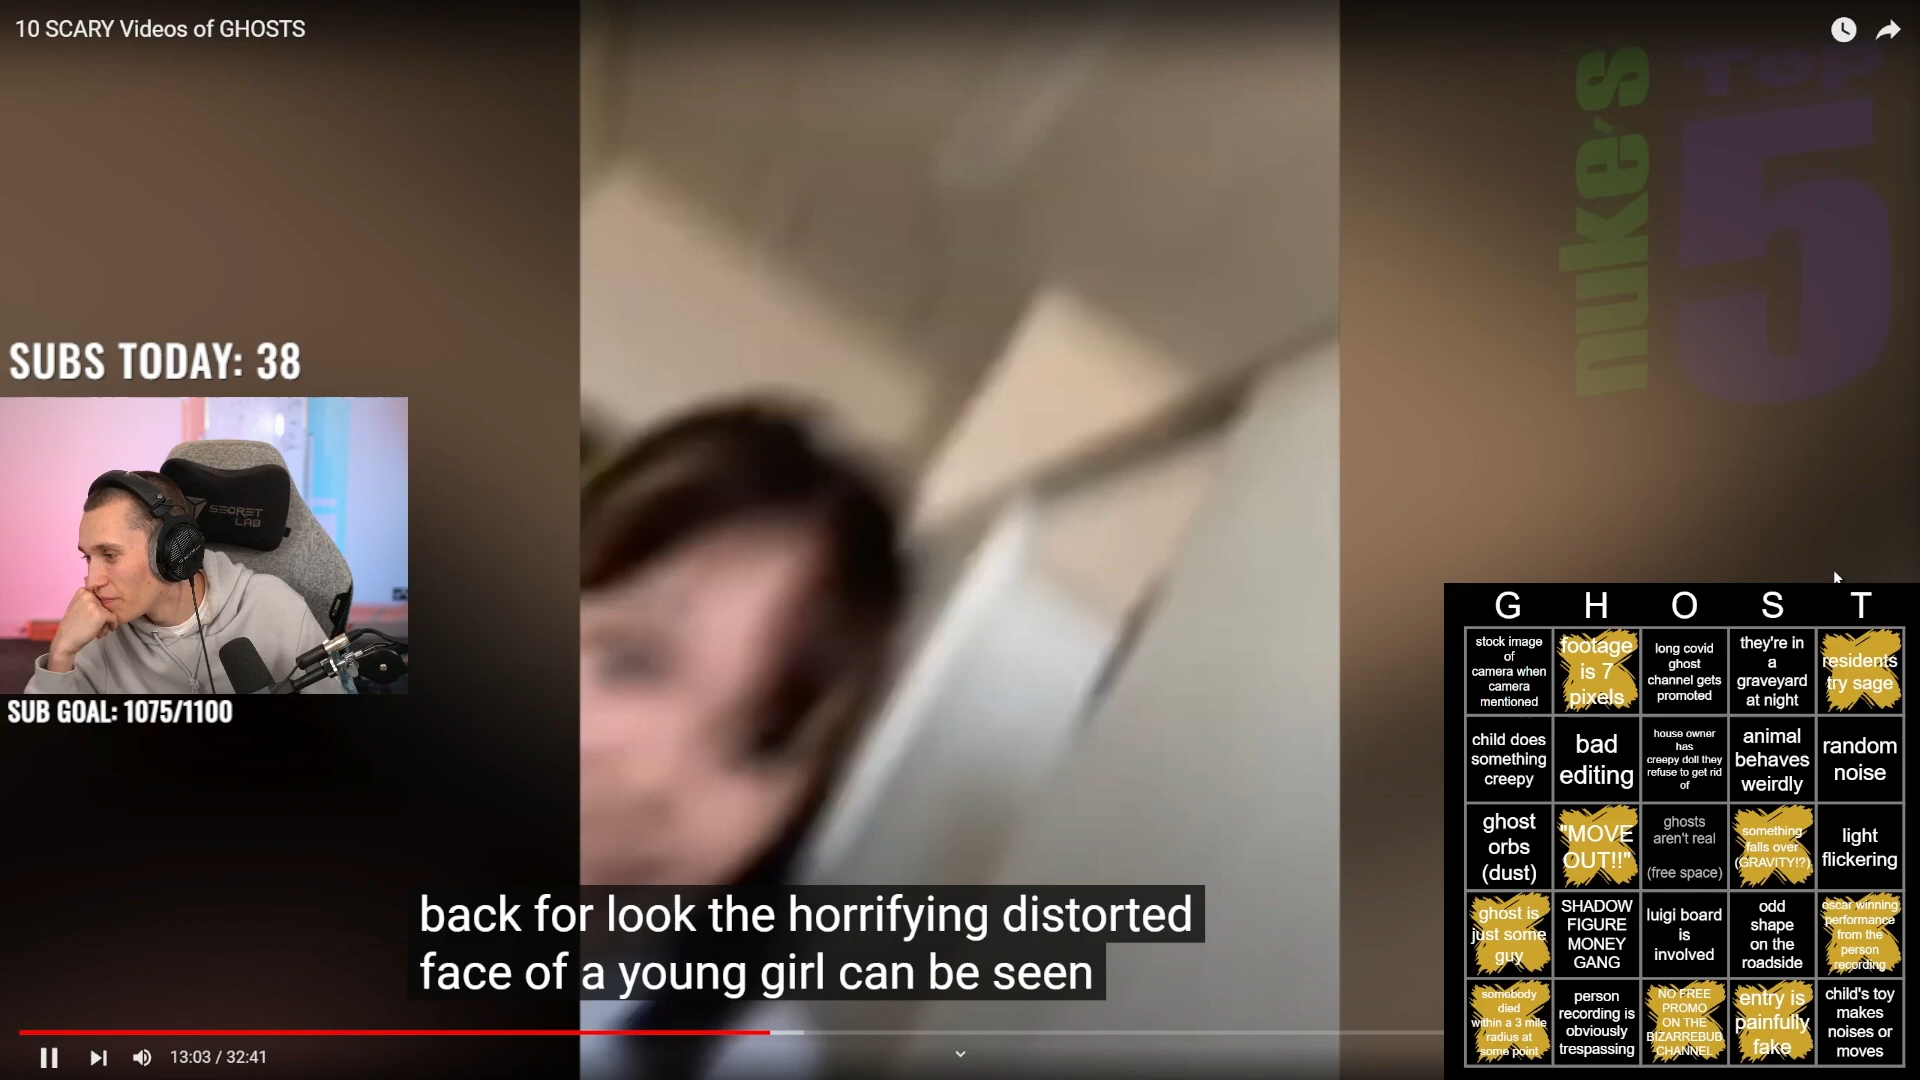 10 SCARY Videos of GHOSTS
nuke's
Top
5
SUBS TODAY: 38
SECRET
LAB
SUB GOAL: 1075/1100
back for look the horrifying distorted
face of a young girl can be seen
13:03 / 32:41
G H O S T
stock image
of
camera when
camera
mentioned
footage
is 7
pixels
long covid
ghost
channel gets
promoted
they're in
a
graveyard
at night
residents
try sage
child does
something
creepy
bad
editing
house owner
has
creepy doll they
refuse to get rid
of
animal
behaves
weirdly
random
noise
ghost
orbs
(dust)
"MOVE
OUT!!"
ghosts
aren't real
(free space)
something
falls over
(GRAVITY!?)
light
flickering
ghost is
just some
guy
SHADOW
FIGURE
MONEY
GANG
luigi board
is
involved
odd
shape
on the
roadside
oscar winning
performance
from the
person
recording
somebody
died
within a 3 mile
radius at
some point
person
recording is
obviously
trespassing
NO FREE
PROMO
ON THE
BIZARREBUB
CHANNEL
entry is
painfully
fake
child's toy
makes
noises or
moves